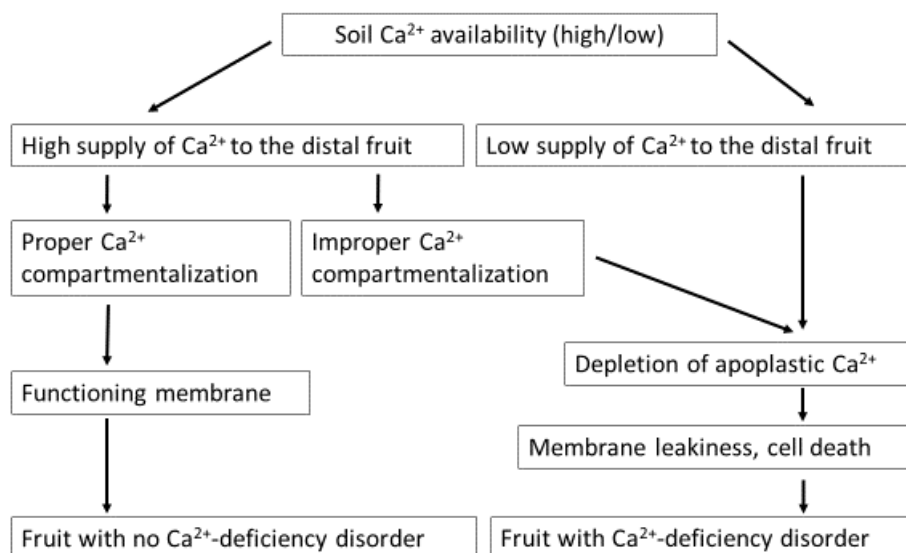 Soil Ca²⁺ availability (high/low)
High supply of Ca²⁺ to the distal fruit
Low supply of Ca²⁺ to the distal fruit
Proper Ca²⁺
compartmentalization
Improper Ca²⁺
compartmentalization
Depletion of apoplastic Ca²⁺
Functioning membrane
Membrane leakiness, cell death
Fruit with no Ca²⁺-deficiency disorder
Fruit with Ca²⁺-deficiency disorder